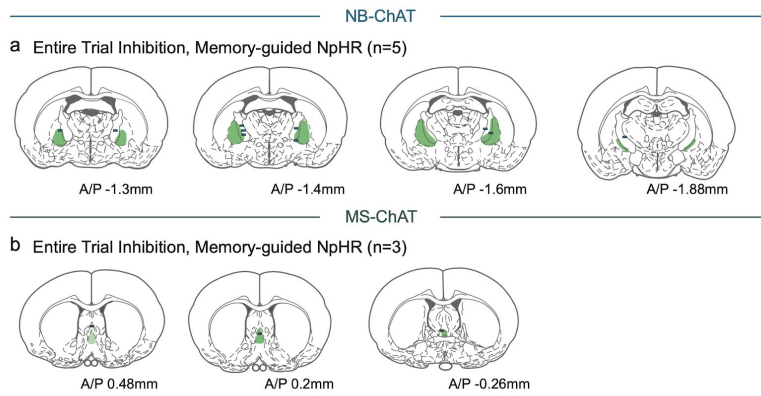 NB-ChAT
a Entire Trial Inhibition, Memory-guided NpHR (n=5)
A/P -1.3mm
A/P -1.4mm
A/P -1.6mm
A/P -1.88mm
MS-ChAT
b Entire Trial Inhibition, Memory-guided NpHR (n=3)
A/P 0.48mm
A/P 0.2mm
A/P -0.26mm